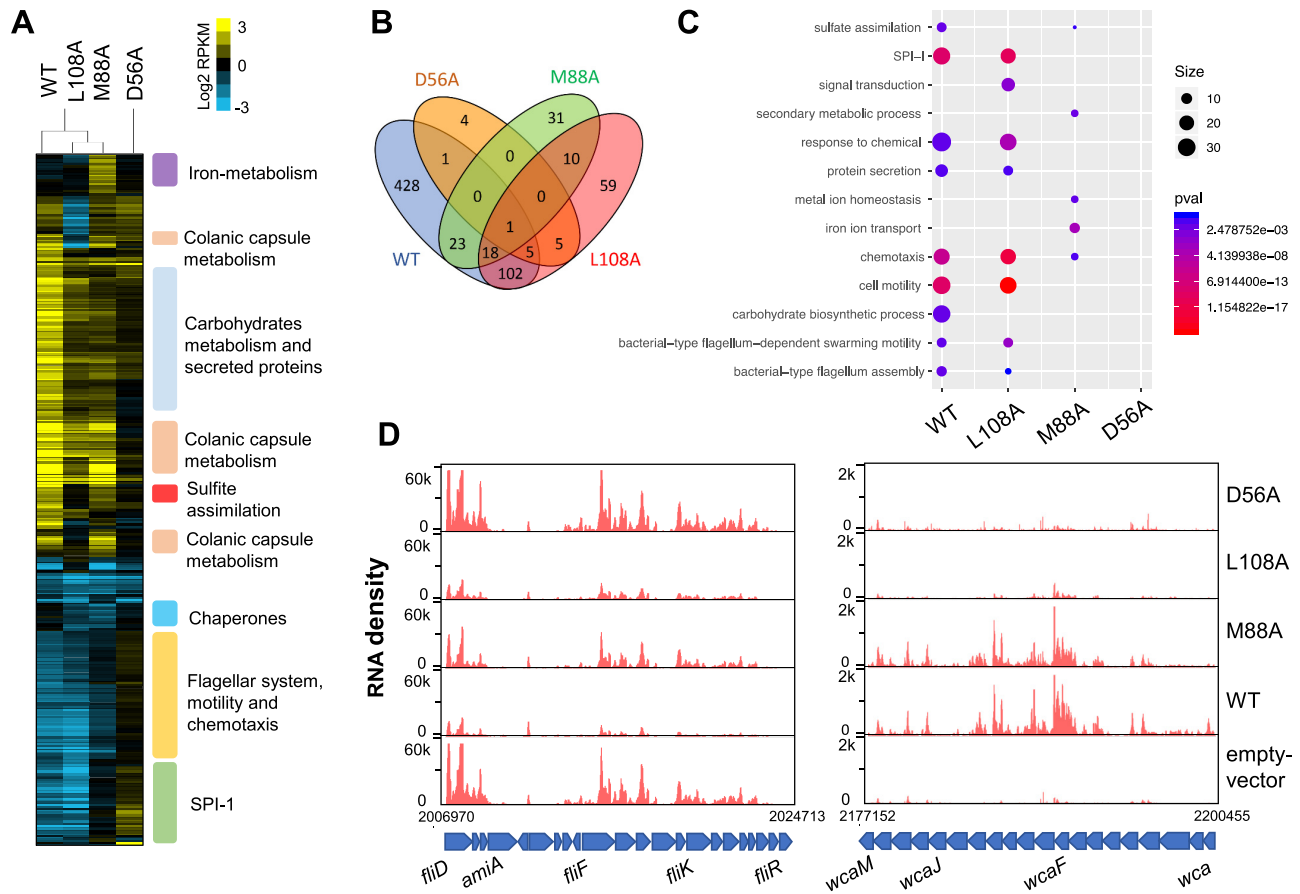 A
WT
L108A
M88A
D56A
Log2 RPKM
3
0
-3
Iron-metabolism
Colanic capsule
metabolism
Carbohydrates
metabolism and
secreted proteins
Colanic capsule
metabolism
Sulfite
assimilation
Colanic capsule
metabolism
Chaperones
Flagellar system,
motility and
chemotaxis
SPI-1
B
D56A
M88A
WT
L108A
4
31
1
0
10
428
0
0
59
1
23
18
5
5
102
C
sulfate assimilation
SPI–I
signal transduction
secondary metabolic process
response to chemical
protein secretion
metal ion homeostasis
iron ion transport
chemotaxis
cell motility
carbohydrate biosynthetic process
bacterial–type flagellum–dependent swarming motility
bacterial–type flagellum assembly
WT
L108A
M88A
D56A
Size
10
20
30
pval
2.478752e−03
4.139938e−08
6.914400e−13
1.154822e−17
D
RNA density
60k
0
60k
0
60k
0
60k
0
60k
0
2006970
2024713
fliD
amiA
fliF
fliK
fliR
2k
0
2k
0
2k
0
2k
0
2k
0
D56A
L108A
M88A
WT
empty-
vector
2177152
2200455
wcaM
wcaJ
wcaF
wca